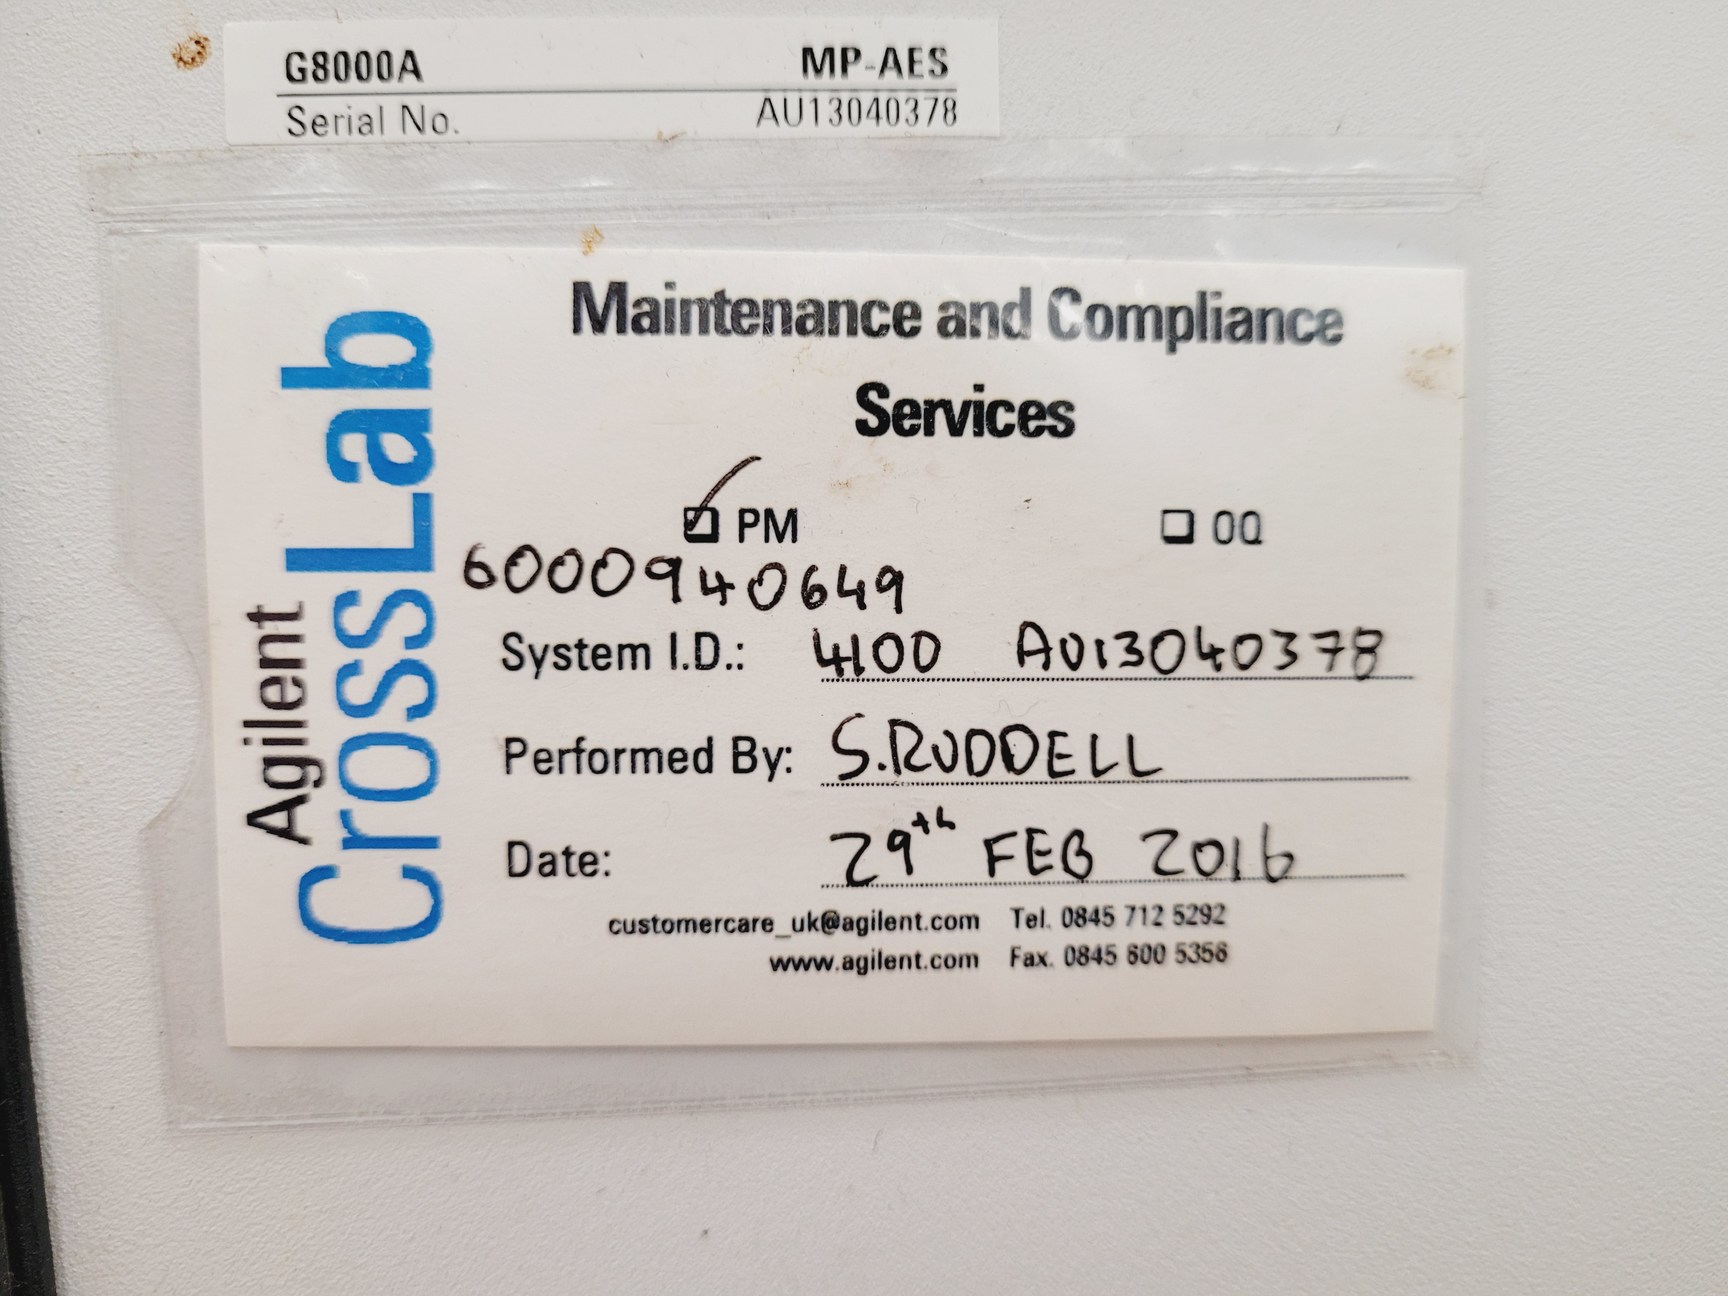 G8000A MP-AES
Serial No. AU13040378
Agilent
CrossLab
Maintenance and Compliance
Services
PM OQ
6000940649
System I.D.: 4100 AU13040378
Performed By: S.RUDDELL
Date: 29th FEB 2016
customercare_uk@agilent.com Tel. 0845 712 5292
www.agilent.com Fax. 0845 600 5356